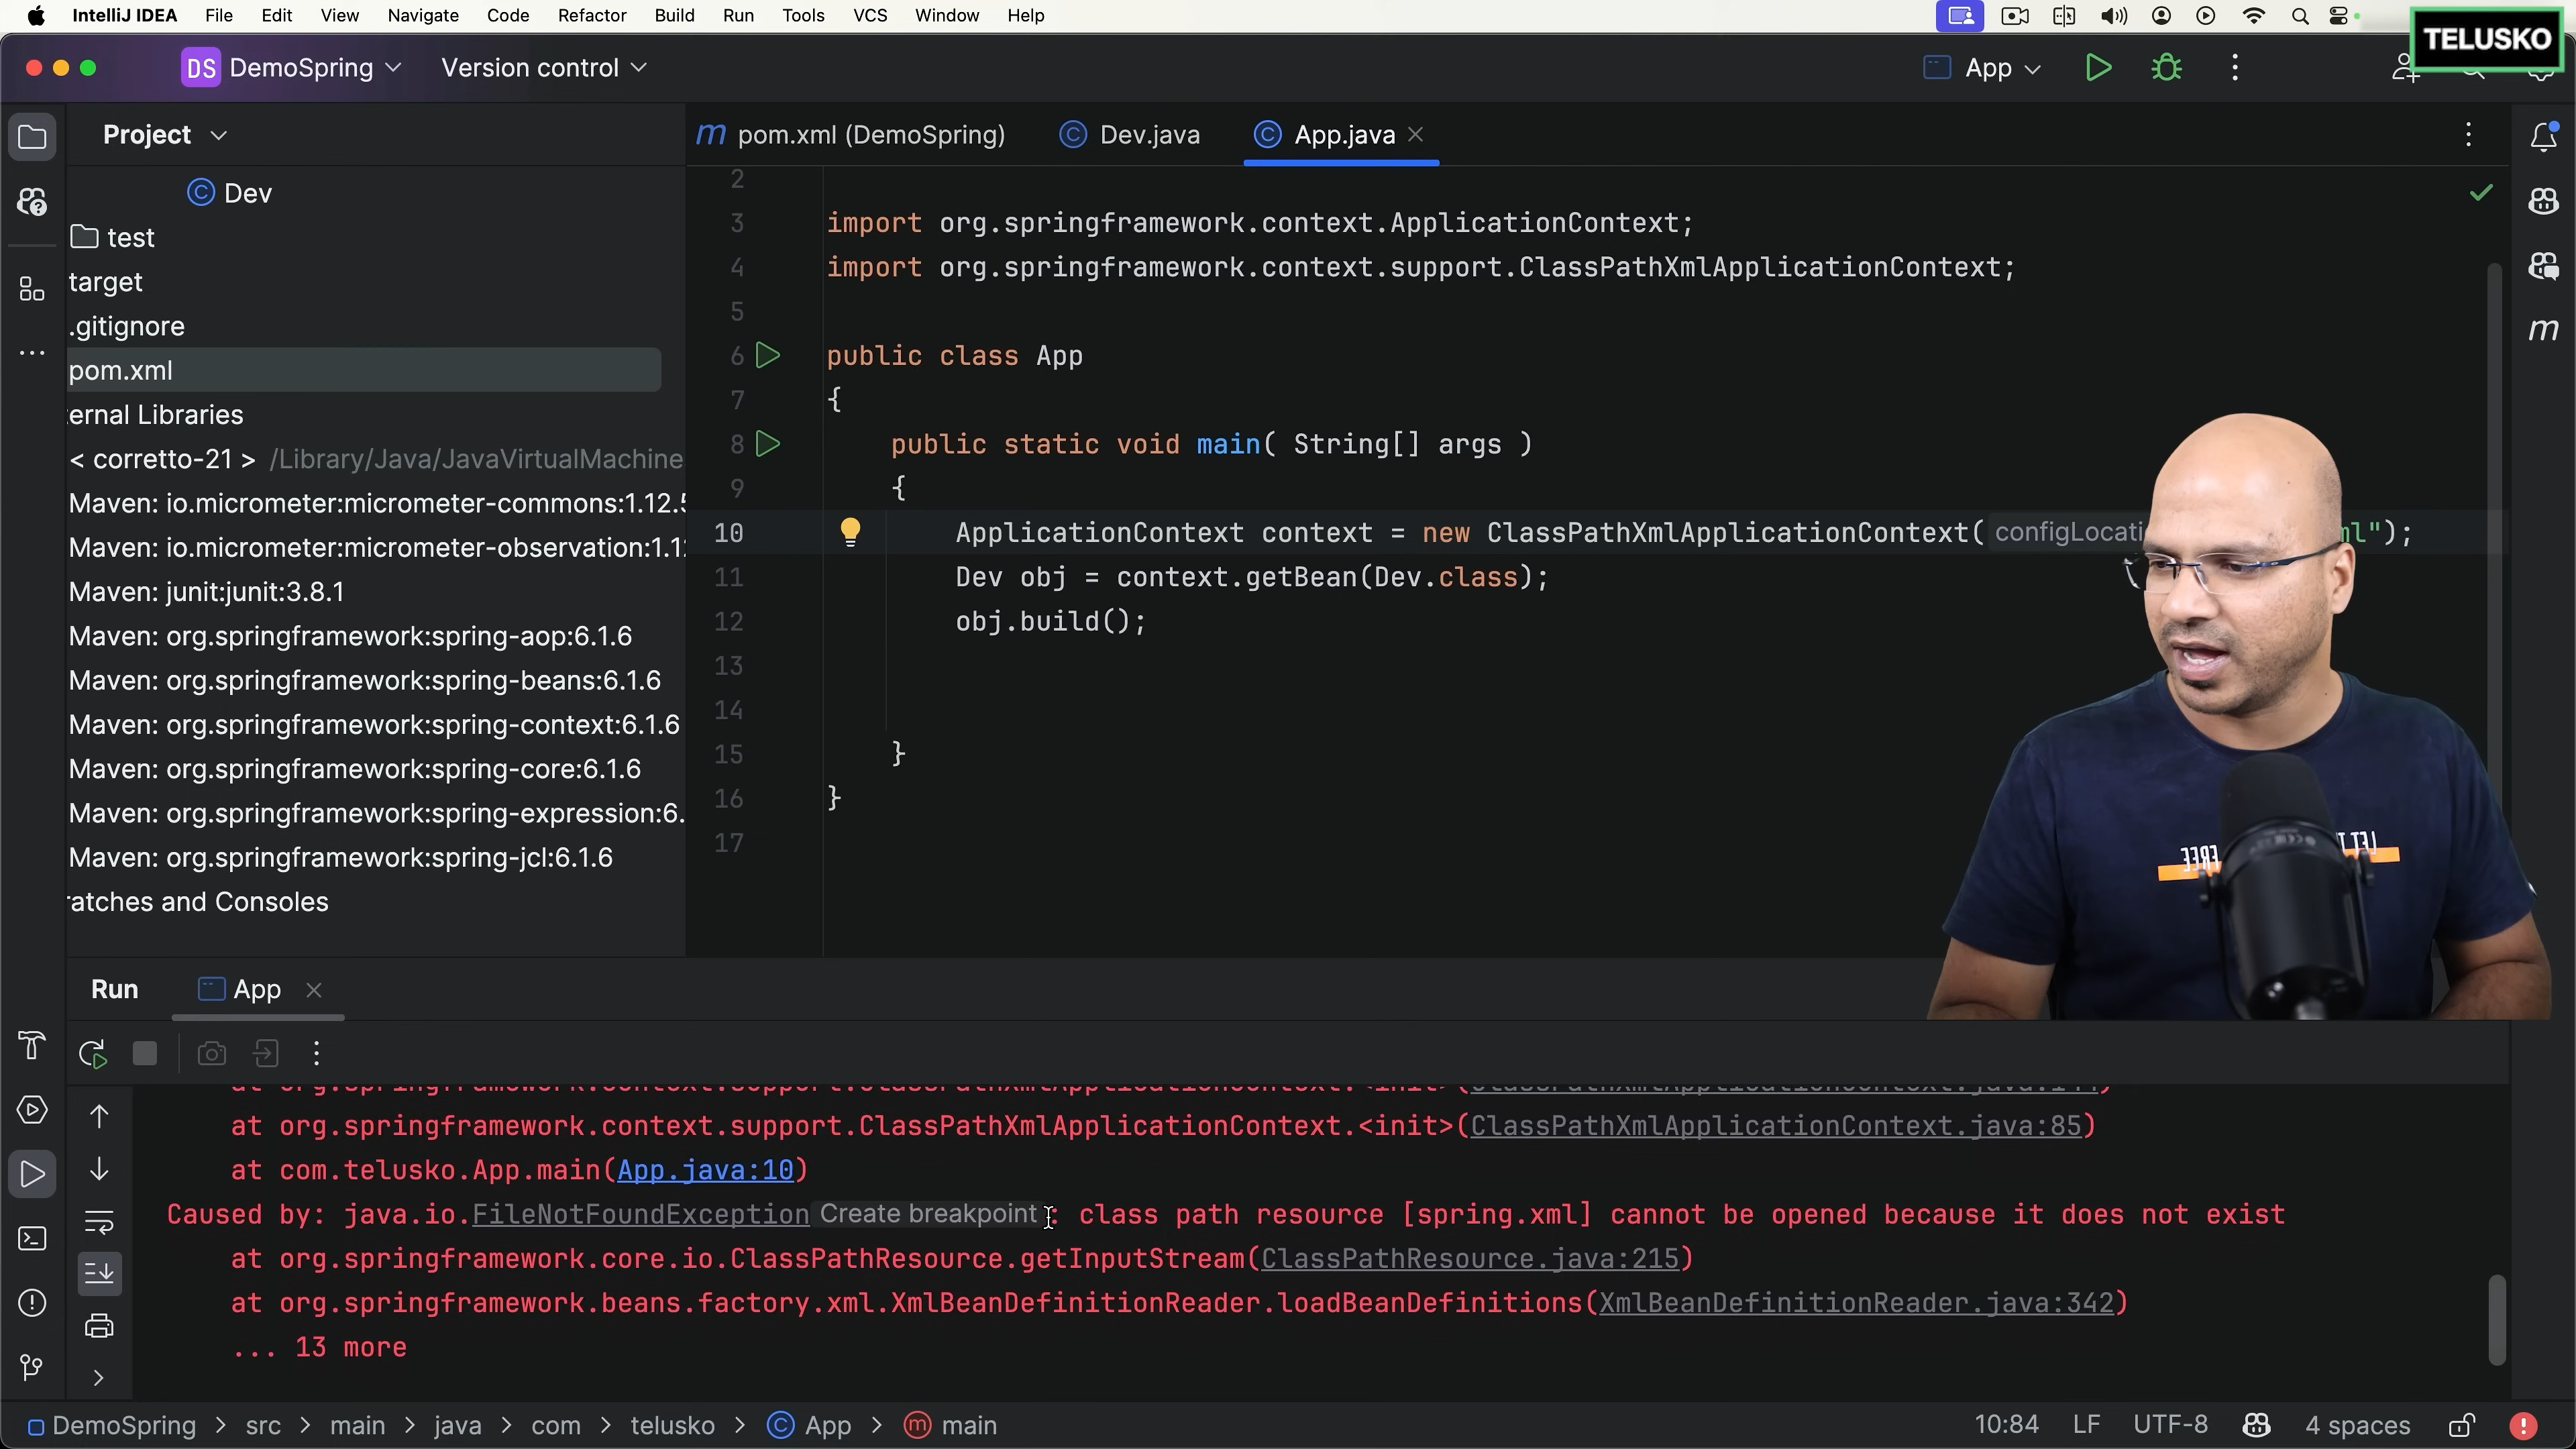 IntelliJ IDEA File Edit View Navigate Code Refactor Build Run Tools VCS Window Help
TELUSKO
DS DemoSpring Version control App
Project
pom.xml (DemoSpring) Dev.java App.java
Dev
test
target
.gitignore
pom.xml
ernal Libraries
< corretto-21 > /Library/Java/JavaVirtualMachine
Maven: io.micrometer:micrometer-commons:1.12.5
Maven: io.micrometer:micrometer-observation:1.1
Maven: junit:junit:3.8.1
Maven: org.springframework:spring-aop:6.1.6
Maven: org.springframework:spring-beans:6.1.6
Maven: org.springframework:spring-context:6.1.6
Maven: org.springframework:spring-core:6.1.6
Maven: org.springframework:spring-expression:6.
Maven: org.springframework:spring-jcl:6.1.6
ratches and Consoles
2
3 import org.springframework.context.ApplicationContext;
4 import org.springframework.context.support.ClassPathXmlApplicationContext;
5
6 public class App
7 {
8 public static void main( String[] args )
9 {
10 ApplicationContext context = new ClassPathXmlApplicationContext( configLocati ml");
11 Dev obj = context.getBean(Dev.class);
12 obj.build();
13
14
15 }
16 }
17
Run App
at org.springframework.context.support.ClassPathXmlApplicationContext.<init>(ClassPathXmlApplicationContext.java:144)
at org.springframework.context.support.ClassPathXmlApplicationContext.<init>(ClassPathXmlApplicationContext.java:85)
at com.telusko.App.main(App.java:10)
Caused by: java.io.FileNotFoundException Create breakpoint : class path resource [spring.xml] cannot be opened because it does not exist
at org.springframework.core.io.ClassPathResource.getInputStream(ClassPathResource.java:215)
at org.springframework.beans.factory.xml.XmlBeanDefinitionReader.loadBeanDefinitions(XmlBeanDefinitionReader.java:342)
... 13 more
DemoSpring > src > main > java > com > telusko > App > main
10:84 LF UTF-8 4 spaces